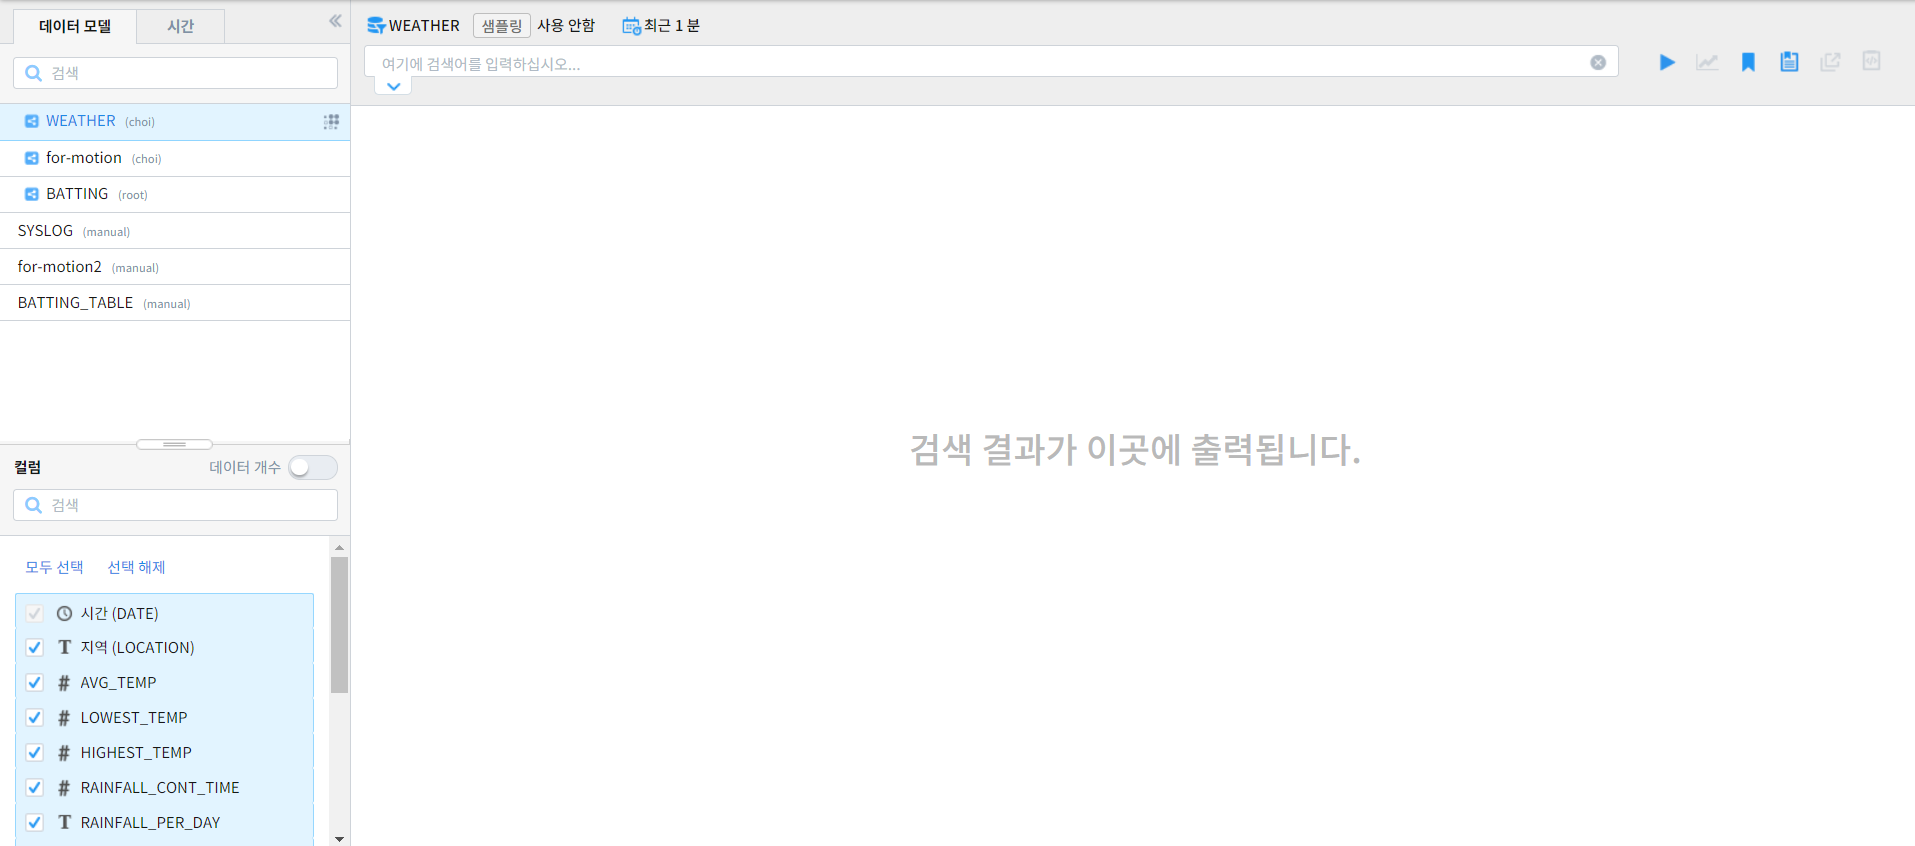 데이터 모델
시간
검색
WEATHER (choi)
for-motion (choi)
BATTING (root)
SYSLOG (manual)
for-motion2 (manual)
BATTING_TABLE (manual)
컬럼
데이터 개수
검색
모두 선택
선택 해제
시간 (DATE)
T 지역 (LOCATION)
# AVG_TEMP
# LOWEST_TEMP
# HIGHEST_TEMP
# RAINFALL_CONT_TIME
T RAINFALL_PER_DAY
WEATHER 샘플링 사용 안함 최근 1 분
여기에 검색어를 입력하십시오...
검색 결과가 이곳에 출력됩니다.